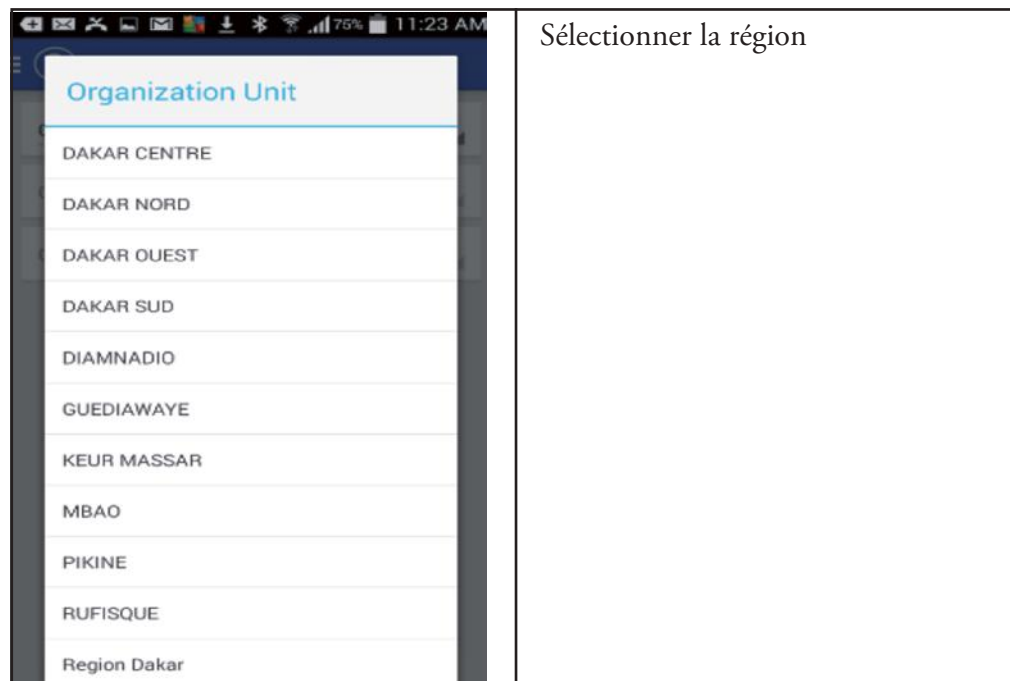 75% 11:23 AM
Sélectionner la région
Organization Unit
DAKAR CENTRE
DAKAR NORD
DAKAR OUEST
DAKAR SUD
DIAMNADIO
GUEDIAWAYE
KEUR MASSAR
MBAO
PIKINE
RUFISQUE
Region Dakar